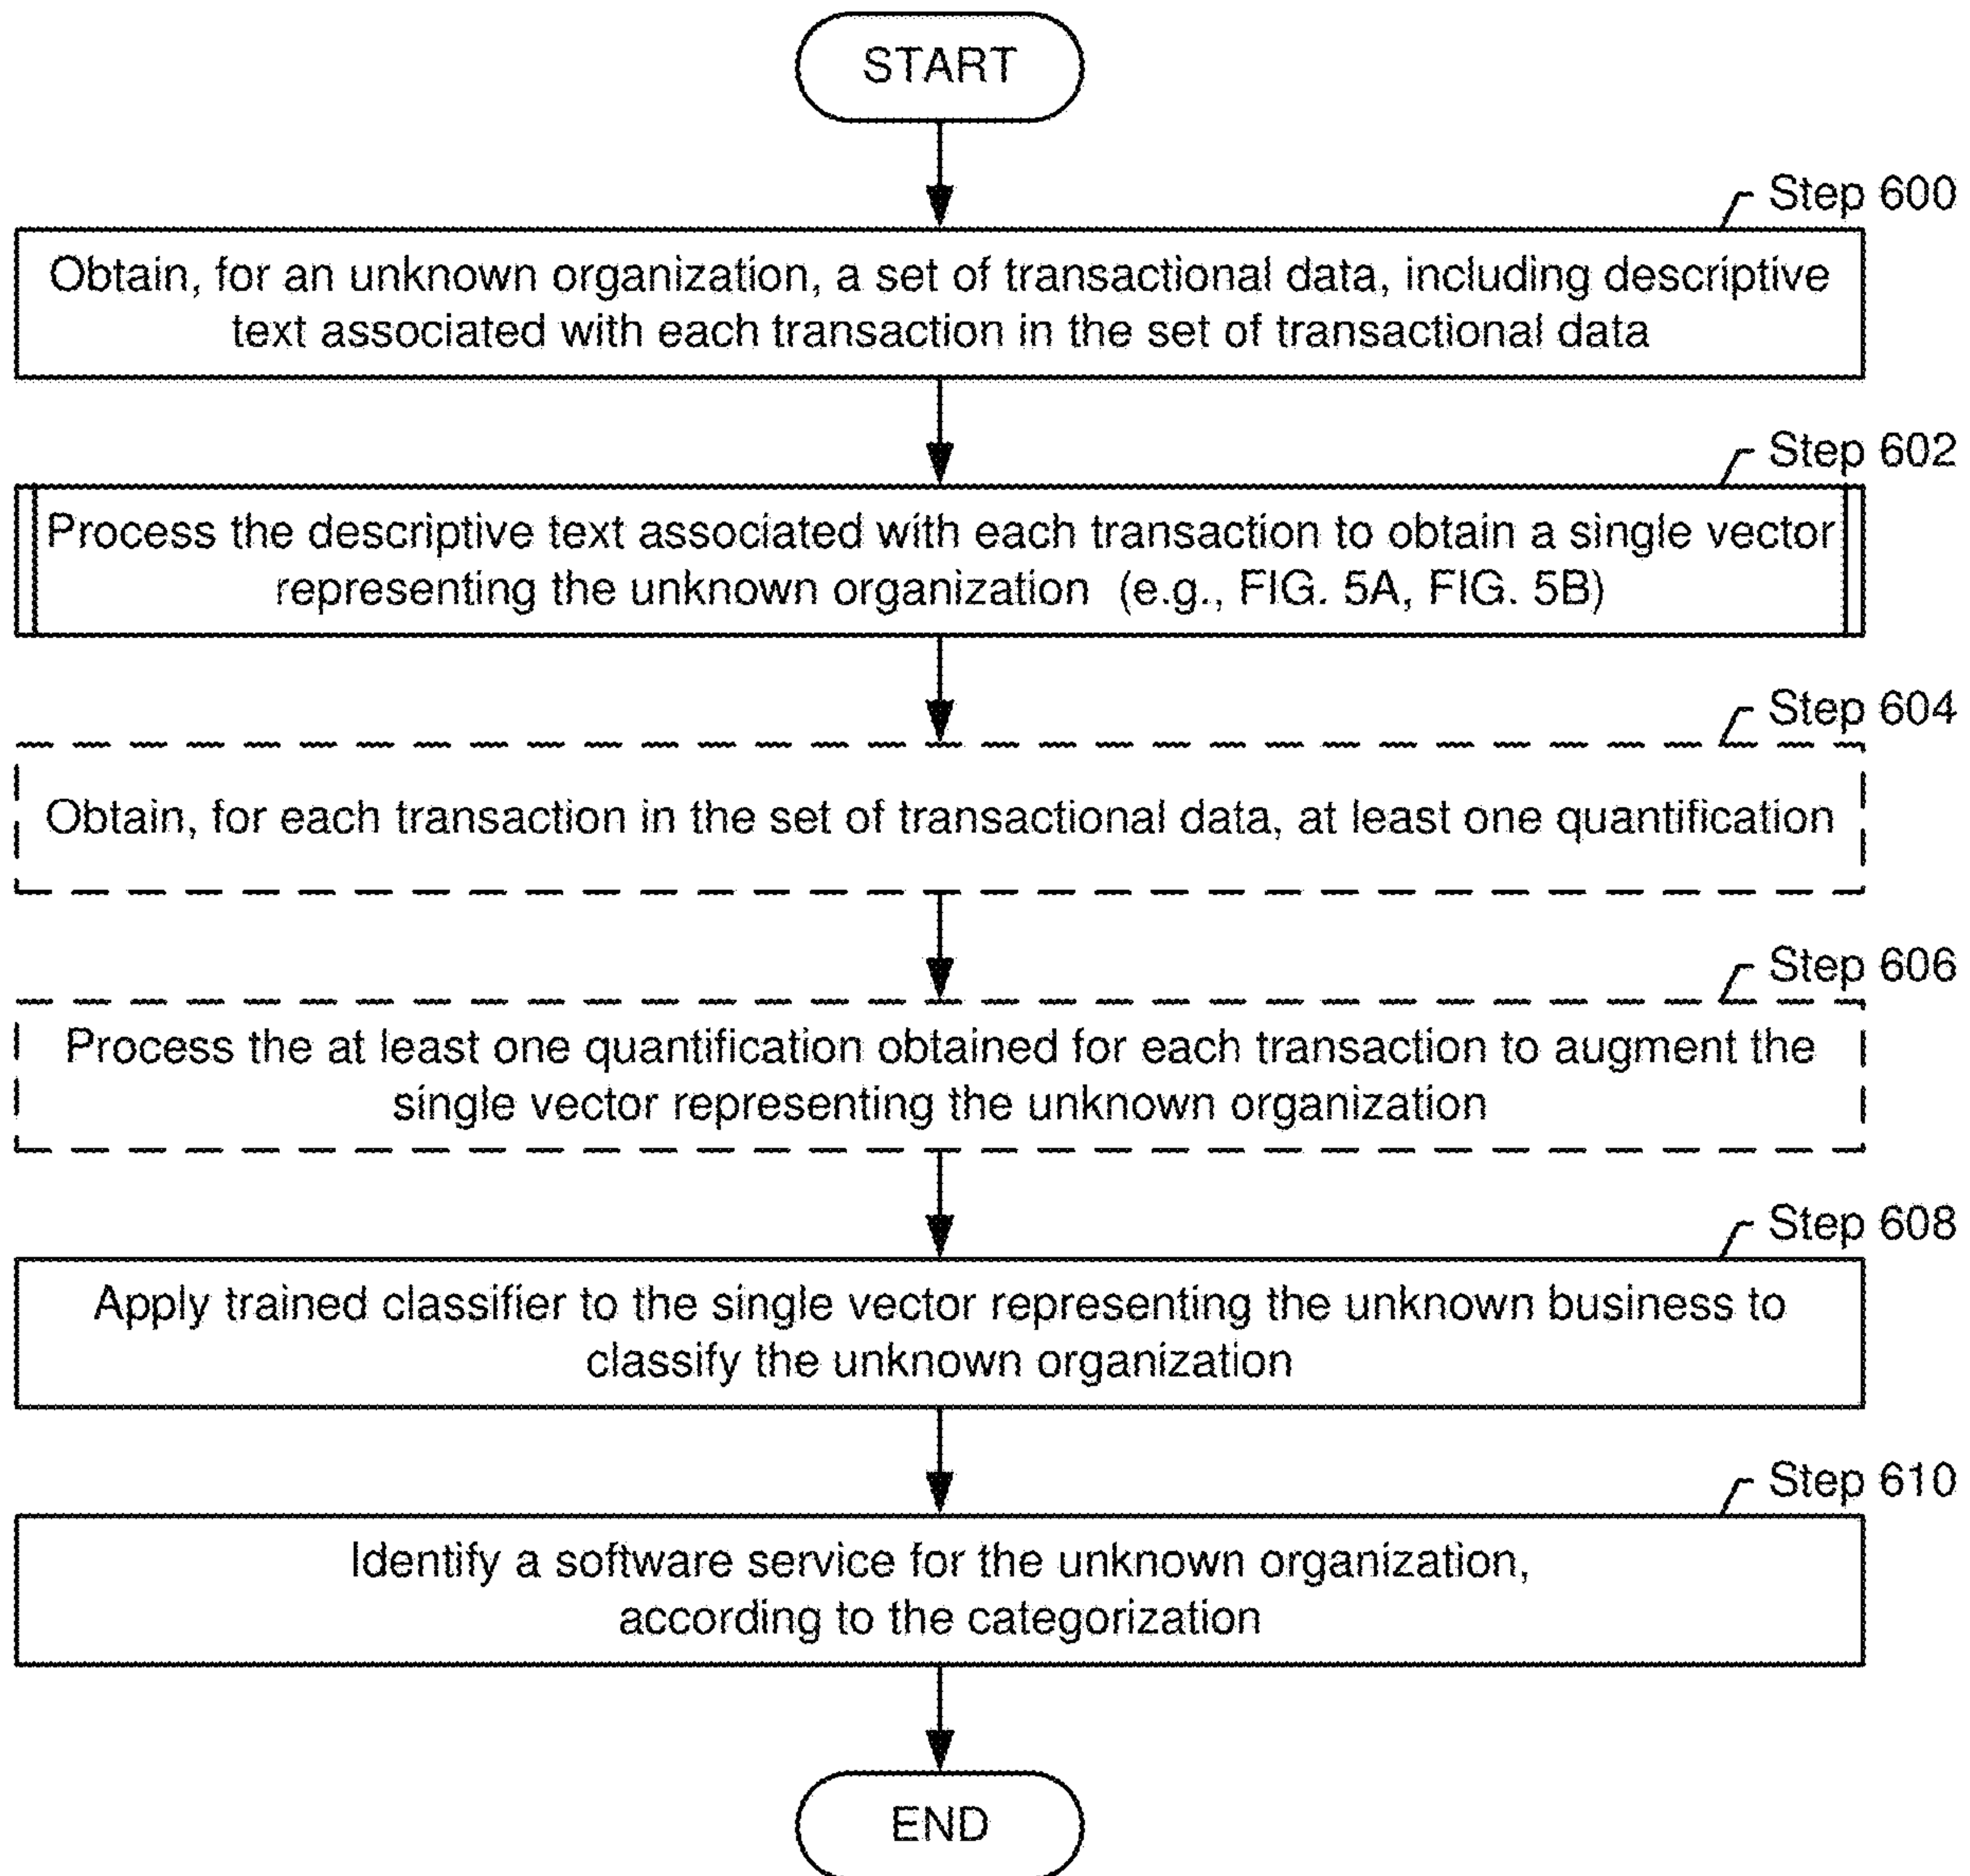 START
Step 600
Obtain, for an unknown organization, a set of transactional data, including descriptive
text associated with each transaction in the set of transactional data
Step 602
Process the descriptive text associated with each transaction to obtain a single vector
representing the unknown organization (e.g., FIG. 5A, FIG. 5B)
Step 604
Obtain, for each transaction in the set of transactional data, at least one quantification
Step 606
Process the at least one quantification obtained for each transaction to augment the
single vector representing the unknown organization
Step 608
Apply trained classifier to the single vector representing the unknown business to
classify the unknown organization
Step 610
Identify a software service for the unknown organization,
according to the categorization
END